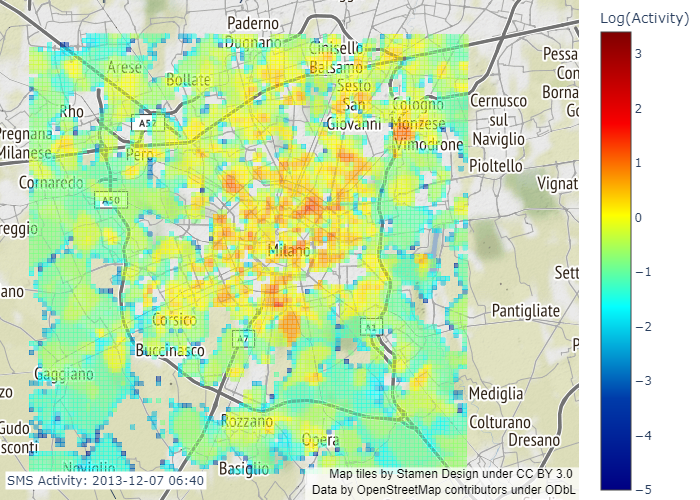 Log(Activity)
Paderno
Dugnano
Cinisello
Balsamo
Arese
Bollate
Sesto
San
Giovanni
Pessa
Con
Borna
Go
Rho
A52
Cologno
Monzese
Cernusco
sul
Naviglio
Pregnana
Milanese
Pero
Vimodrone
Pioltello
Cornaredo
Vignat
A50
reggio
Milano
Sett
ano
Pantigliate
Corsico
A7
A1
P
Buccinasco
Gaggiano
Mediglia
zo
Rozzano
Colturano
Gudo
sconti
Opera
Dresano
Noviglio
Basiglio
SMS Activity: 2013-12-07 06:40
Map tiles by Stamen Design under CC BY 3.0
Data by OpenStreetMap contributors under ODbL
3
2
1
0
−1
−2
−3
−4
−5